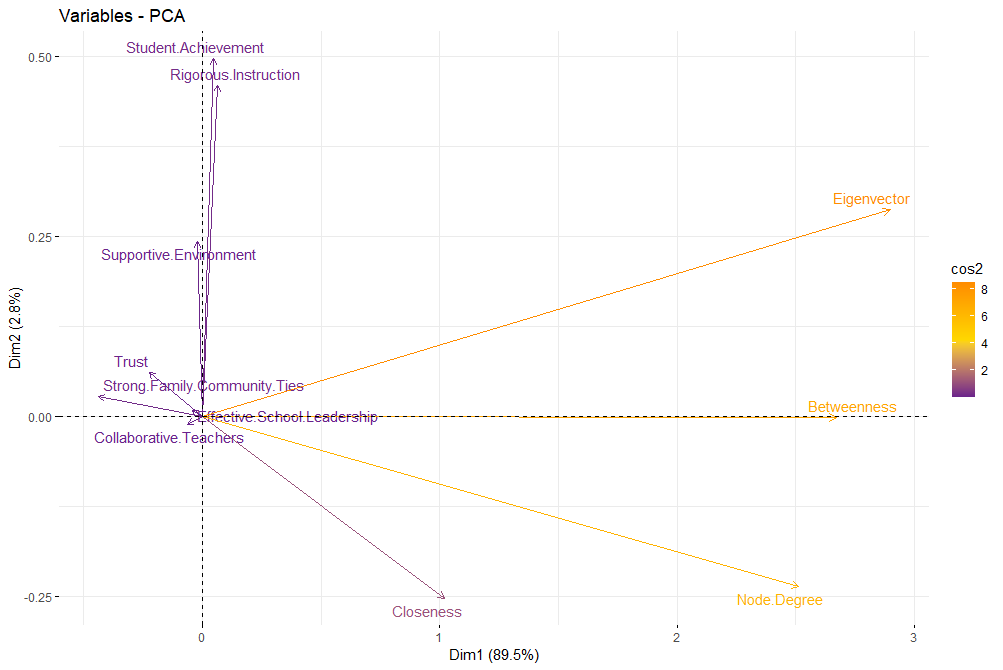 Variables - PCA
Student.Achievement
Rigorous.Instruction
Supportive.Environment
Trust
Strong.Family.Community.Ties
Effective.School.Leadership
Collaborative.Teachers
Eigenvector
Betweenness
Node.Degree
Closeness
0.50
0.25
0.00
-0.25
Dim2 (2.8%)
0
1
2
3
Dim1 (89.5%)
cos2
8
6
4
2